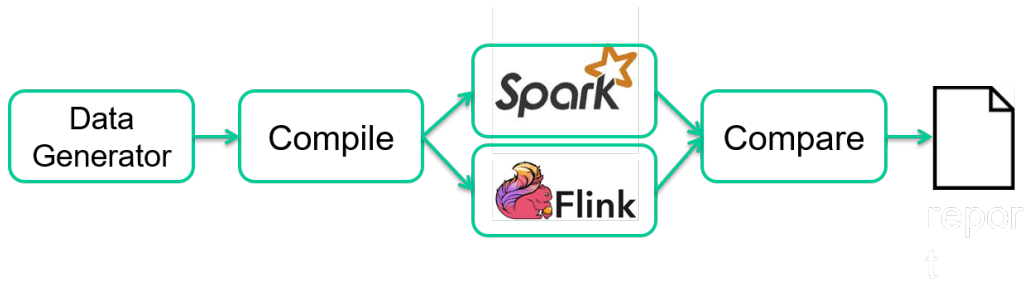 Data
Generator
Compile
Spark
Flink
Compare
repor
t